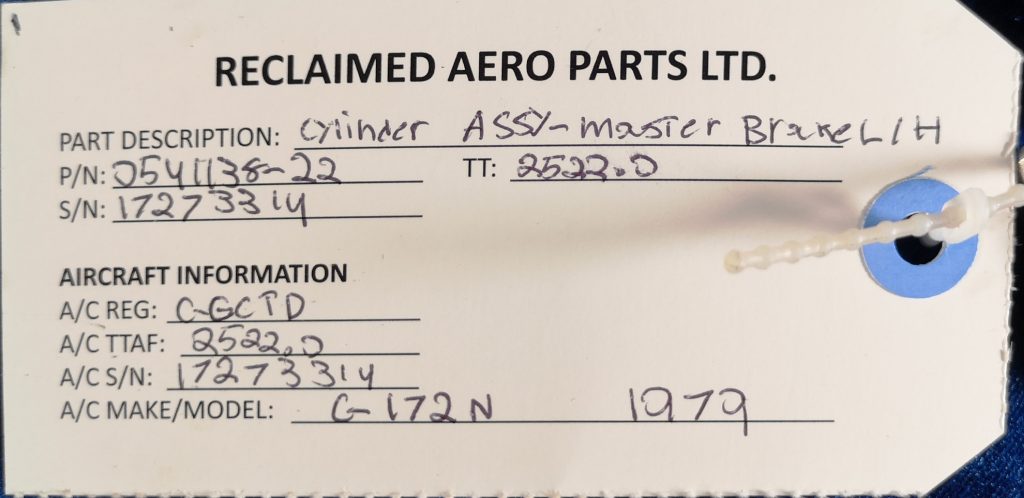 RECLAIMED AERO PARTS LTD.
PART DESCRIPTION: Cylinder ASSY-master Brake L/H
P/N: 0541138-22 TT: 2522.0
S/N: 17273314
AIRCRAFT INFORMATION
A/C REG: C-GCTD
A/C TTAF: 2522.0
A/C S/N: 17273314
A/C MAKE/MODEL: C-172N 1979